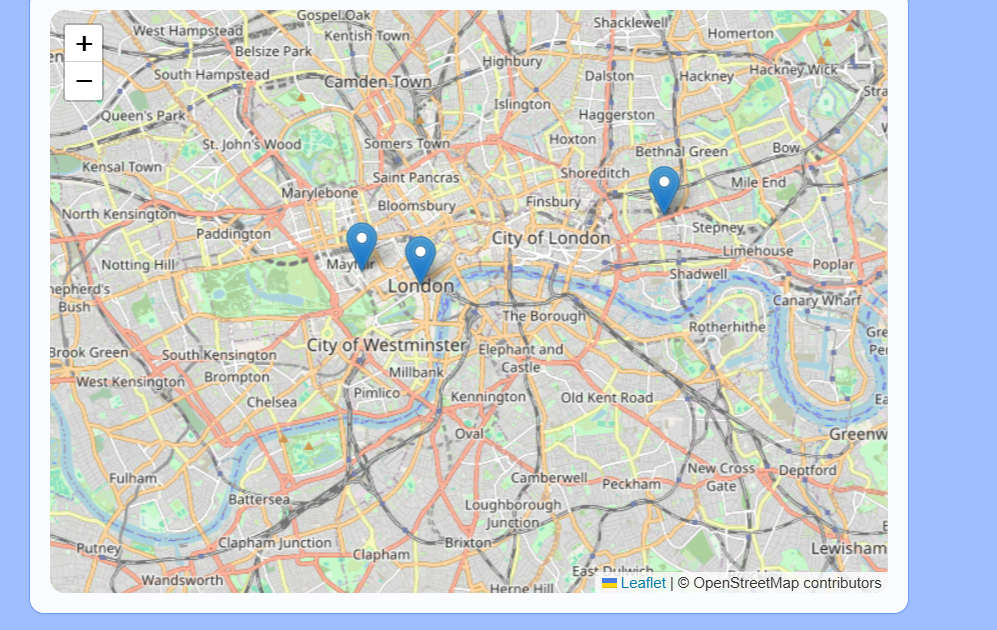 Gospel Oak
Shacklewell
+
West Hampstead
Kentish Town
Homerton
Belsize Park
Highbury
South Hampstead
Camden Town
Dalston
Hackney
Hackney Wick
−
Islington
Queen's Park
Haggerston
St. John's Wood
Somers Town
Hoxton
Bethnal Green
Bow
Kensal Town
Saint Pancras
Shoreditch
Mile End
Marylebone
Bloomsbury
Finsbury
North Kensington
Paddington
City of London
Stepney
Notting Hill
Mayfair
Limehouse
Poplar
Shadwell
hepherd's
Bush
London
Canary Wharf
The Borough
Rotherhithe
City of Westminster
Brook Green
South Kensington
Elephant and
Castle
West Kensington
Brompton
Millbank
Chelsea
Pimlico
Kennington
Old Kent Road
Oval
Greenw
Fulham
Camberwell
Peckham
New Cross
Gate
Deptford
Battersea
Loughborough
Junction
Putney
Clapham Junction
Clapham
Brixton
Lewisham
Wandsworth
East Dulwich
Herne Hill
Leaflet | © OpenStreetMap contributors